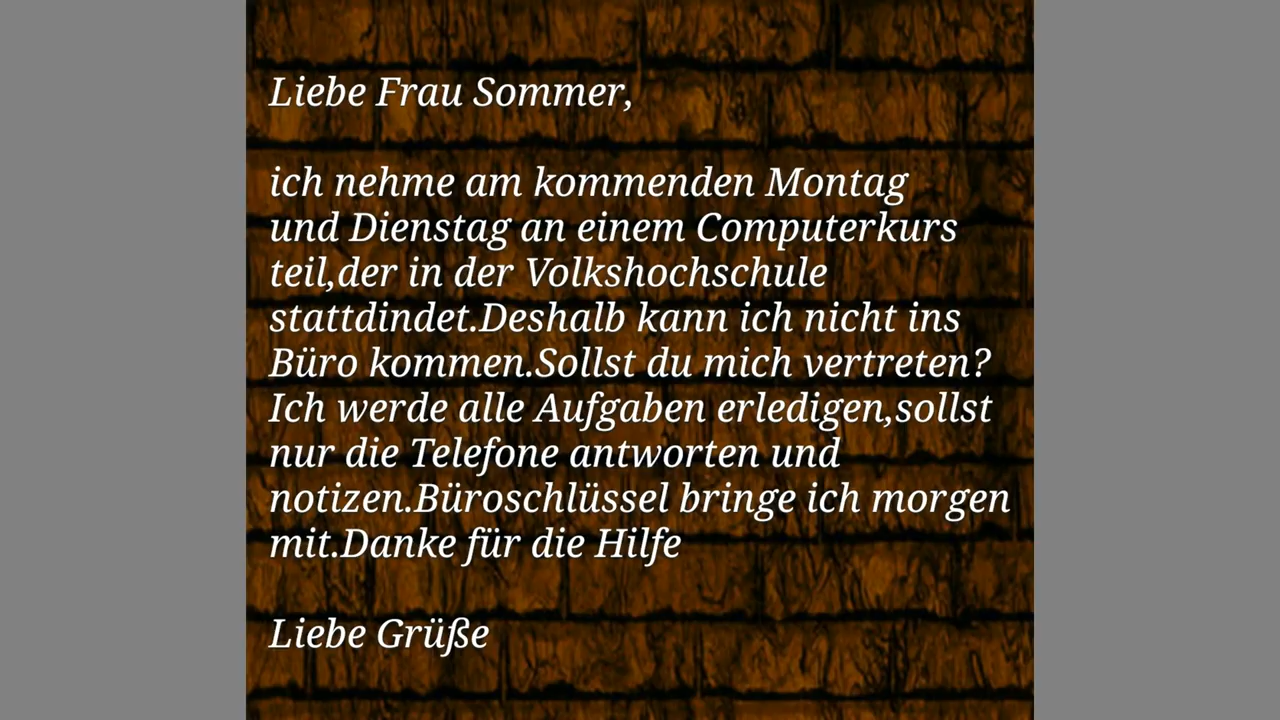 Liebe Frau Sommer,
ich nehme am kommenden Montag
und Dienstag an einem Computerkurs
teil,der in der Volkshochschule
stattdindet.Deshalb kann ich nicht ins
Büro kommen.Sollst du mich vertreten?
Ich werde alle Aufgaben erledigen,sollst
nur die Telefone antworten und
notizen.Büroschlüssel bringe ich morgen
mit.Danke für die Hilfe
Liebe Grüße